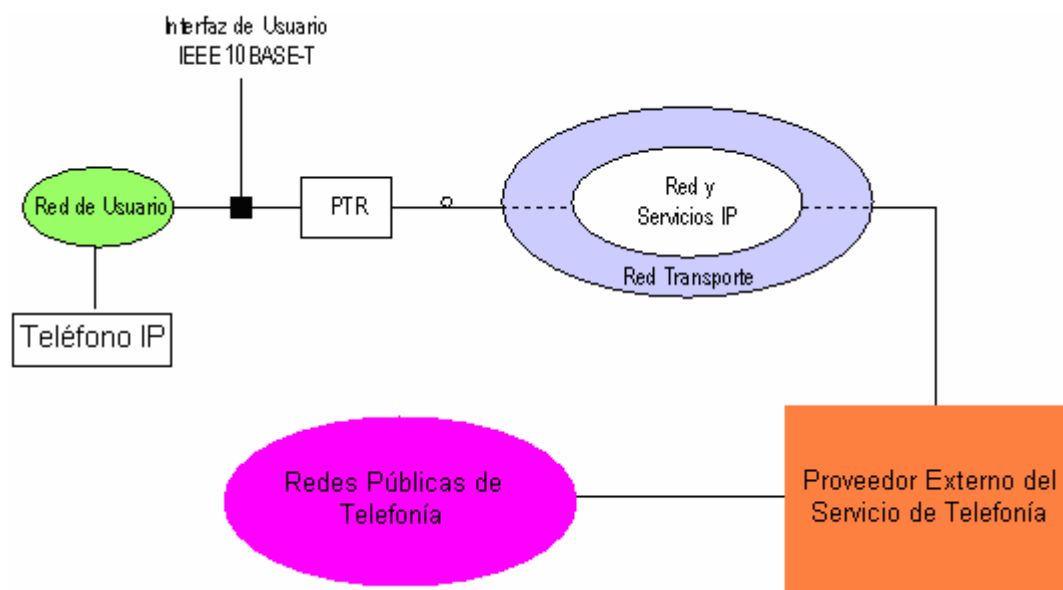 Interfaz de Usuario
IEEE 10 BASE-T
Red de Usuario
PTR
Red y
Servicios IP
Red Transporte
Teléfono IP
Redes Públicas de
Telefonía
Proveedor Externo del
Servicio de Telefonía